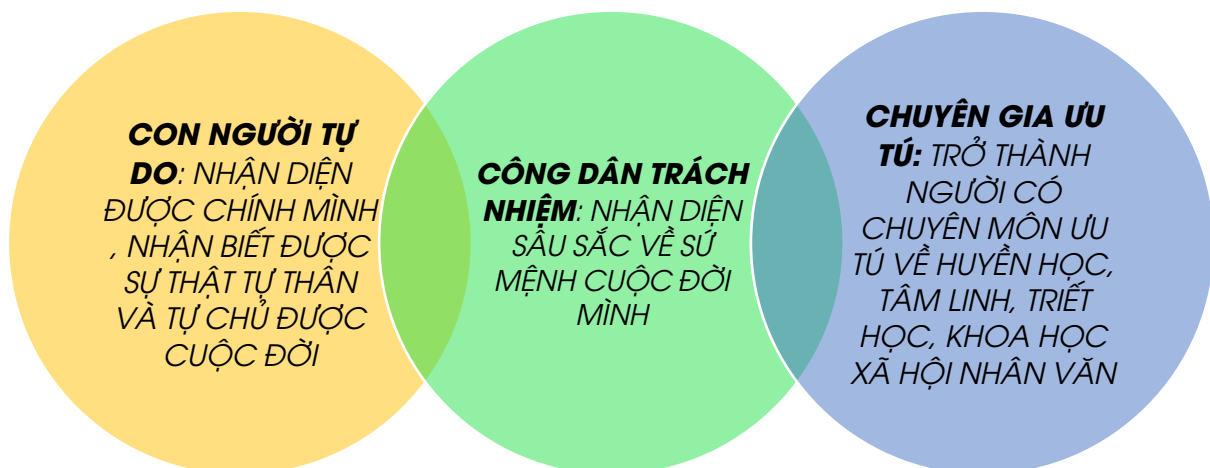 CON NGƯỜI TỰ
DO: NHẬN DIỆN
ĐƯỢC CHÍNH MÌNH
, NHẬN BIẾT ĐƯỢC
SỰ THẬT TỰ THÂN
VÀ TỰ CHỦ ĐƯỢC
CUỘC ĐỜI
CÔNG DÂN TRÁCH
NHIỆM: NHẬN DIỆN
SÂU SẮC VỀ SỨ
MỆNH CUỘC ĐỜI
MÌNH
CHUYÊN GIA ƯU
TÚ: TRỞ THÀNH
NGƯỜI CÓ
CHUYÊN MÔN ƯU
TÚ VỀ HUYỀN HỌC,
TÂM LINH, TRIẾT
HỌC, KHOA HỌC
XÃ HỘI NHÂN VĂN